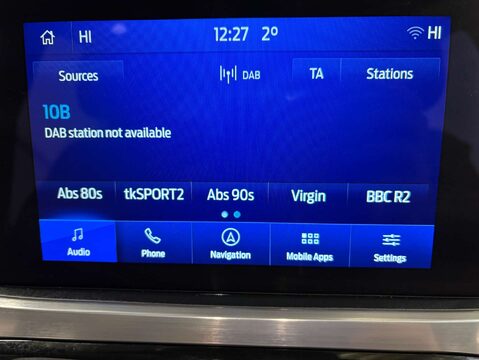 HI 12:27 2° HI
Sources DAB TA Stations
10B
DAB station not available
Abs 80s tkSPORT2 Abs 90s Virgin BBC R2
Audio Phone Navigation Mobile Apps Settings